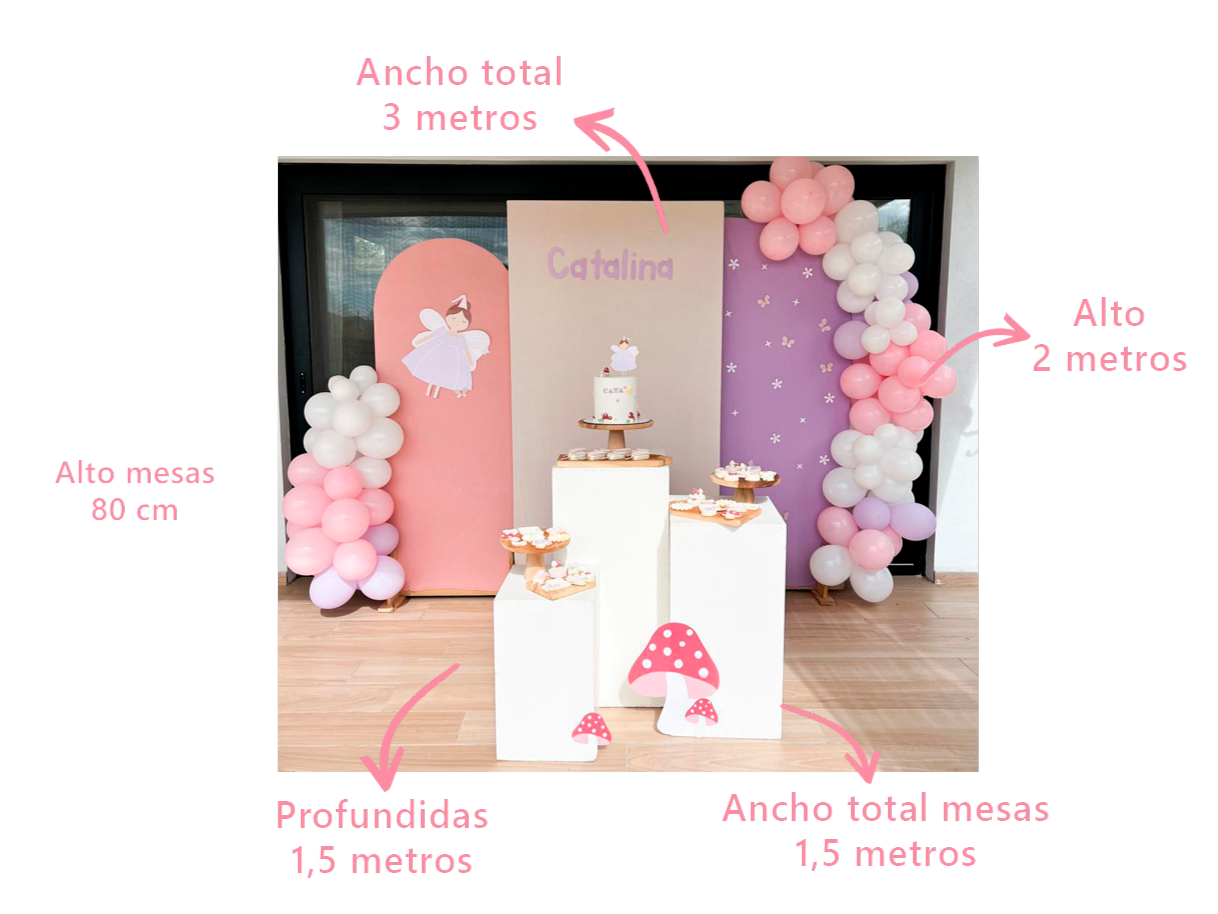 Ancho total
3 metros
Catalina
Alto
2 metros
CATA
Alto mesas
80 cm
Profundidas
1,5 metros
Ancho total mesas
1,5 metros